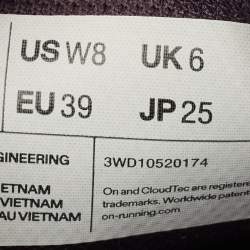 US W8 UK 6
EU 39 JP 25
GINEERING 3WD10520174
ETNAM On and CloudTec are registere
VIETNAM trademarks. Worldwide patent
AU VIETNAM on-running.com